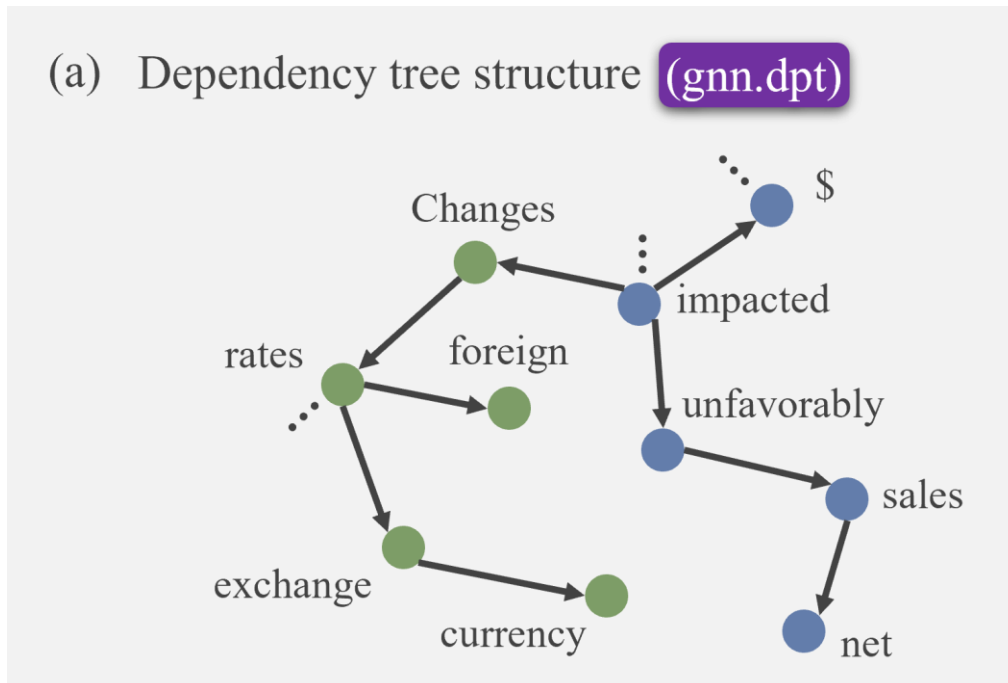 (a) Dependency tree structure (gnn.dpt)
$
Changes
impacted
rates
foreign
unfavorably
sales
exchange
currency
net